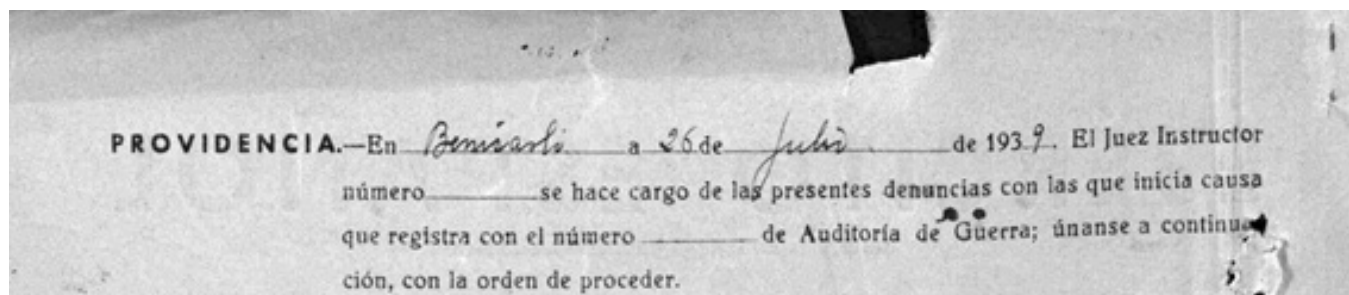 PROVIDENCIA.—En Benicarló a 26 de Julio de 1939. El Juez Instructor
número se hace cargo de las presentes denuncias con las que inicia causa
que registra con el número de Auditoría de Guerra; únanse a continua-
ción, con la orden de proceder.